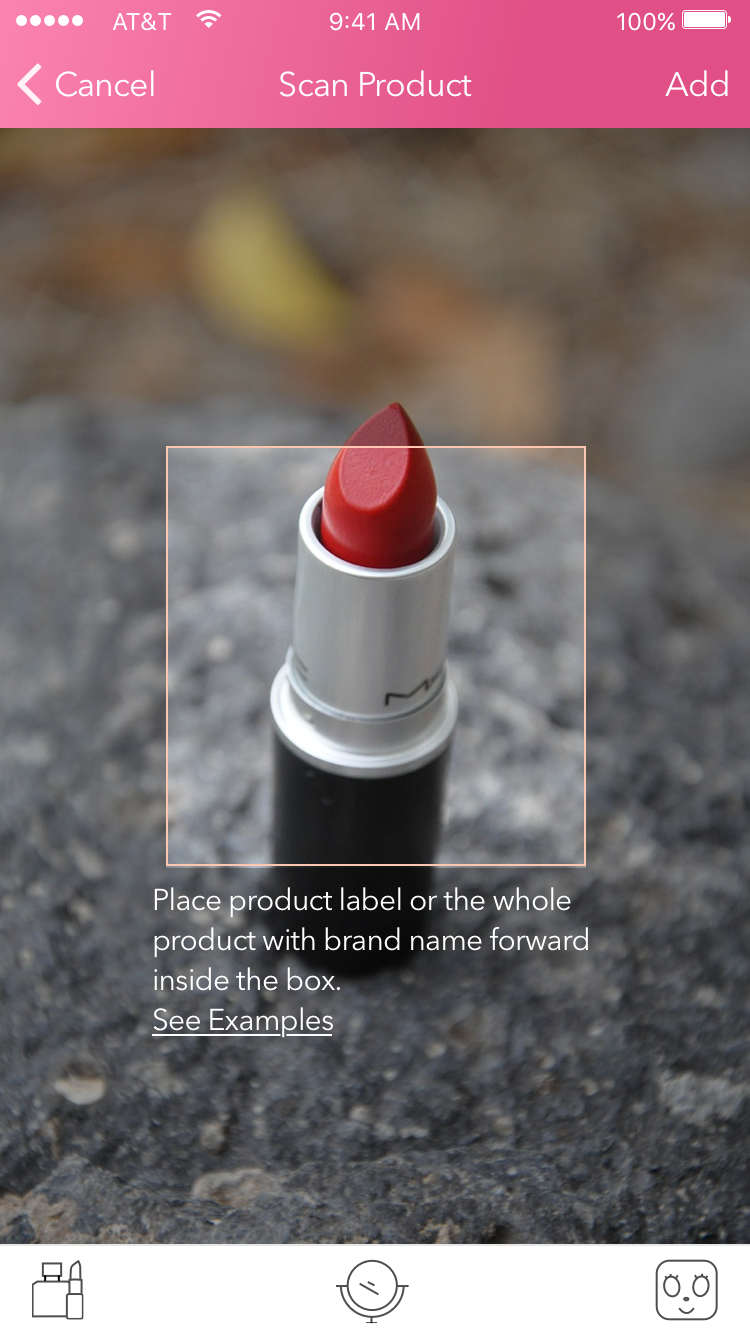 AT&T 9:41 AM 100%
Cancel Scan Product Add
Place product label or the whole
product with brand name forward
inside the box.
See Examples